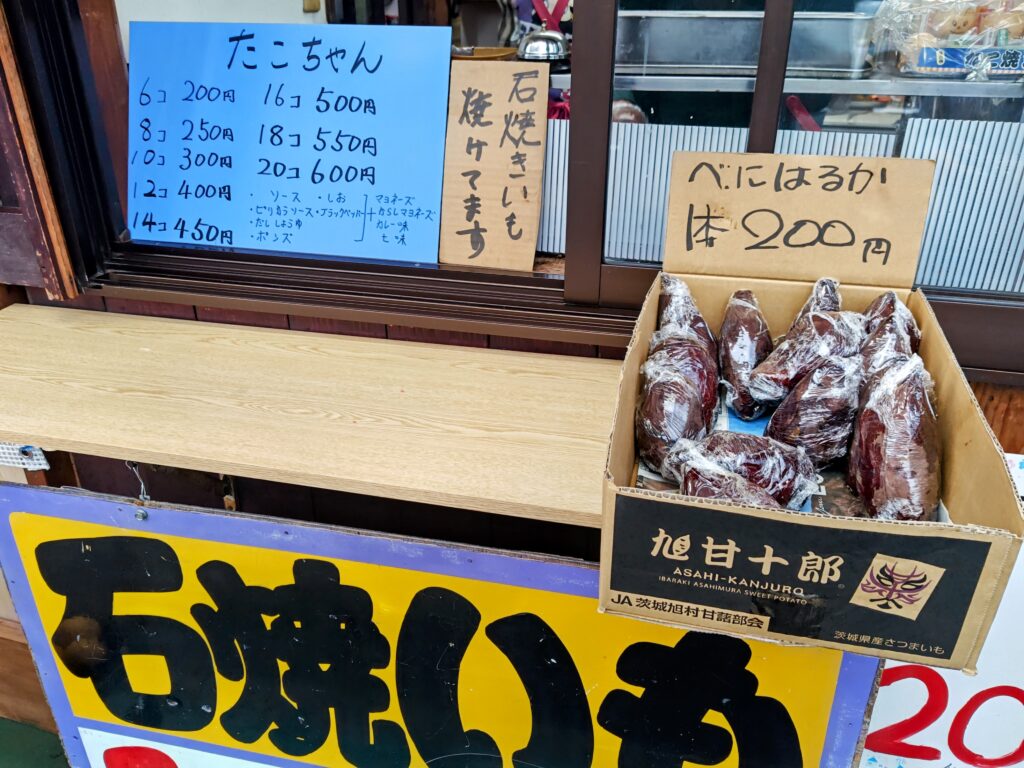 たこちゃん
6コ 200円
8コ 250円
10コ 300円
12コ 400円
14コ 450円
16コ 500円
18コ 550円
20コ 600円
・ソース ・しお
・ピリカラソース ・ブラックペッパー
・だししょうゆ
・ポンズ
+
マヨネーズ
からしマヨネーズ
カレー味
七味
石焼きいも
焼けてます
べにはるか
1本200円
旭甘十郎
ASAHI-KANJURO
IBARAKI ASAHIMURA SWEET POTATO
JA茨城旭村甘藷部会
茨城県産さつまいも
石焼いも
20